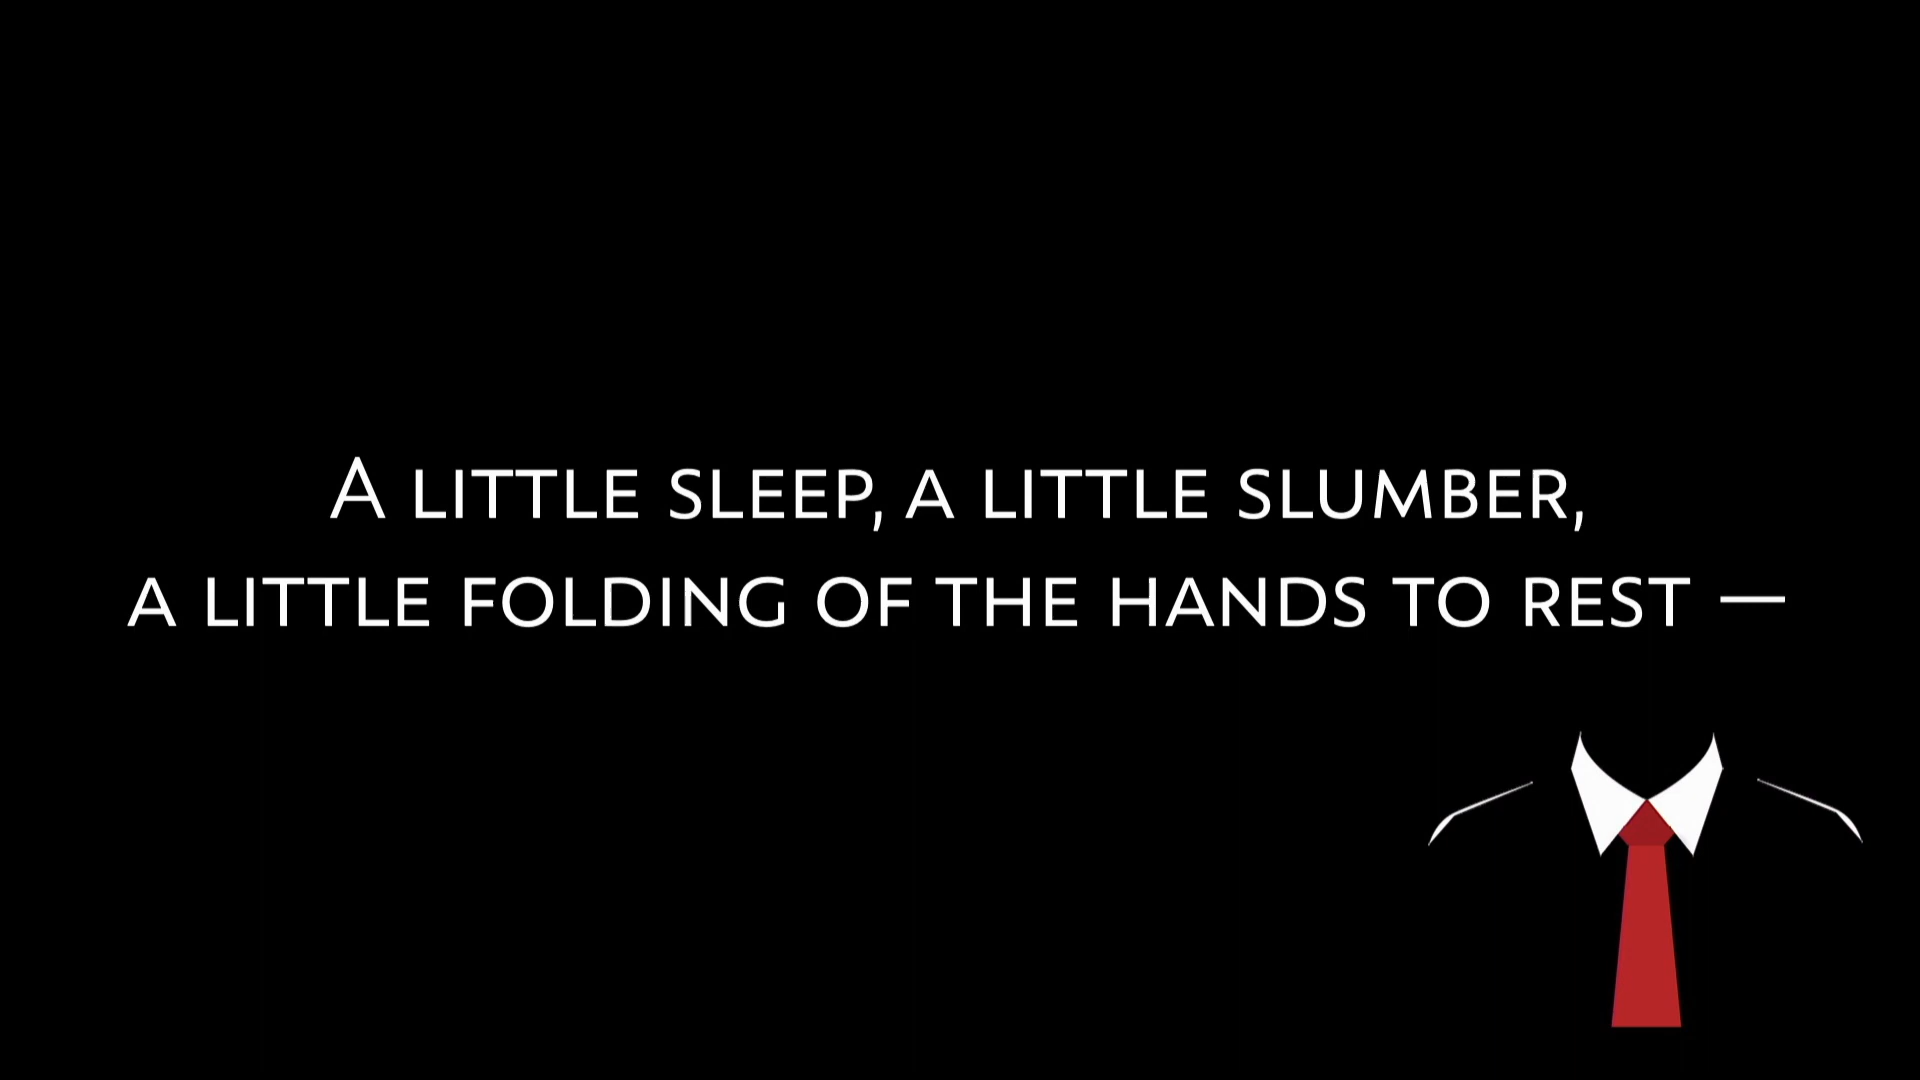 A LITTLE SLEEP, A LITTLE SLUMBER,
A LITTLE FOLDING OF THE HANDS TO REST —